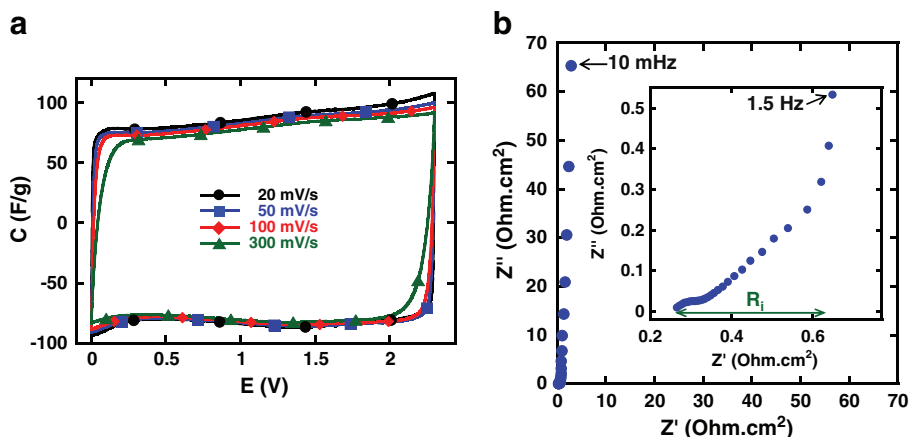 a
C (F/g)
100
50
0
-50
-100
20 mV/s
50 mV/s
100 mV/s
300 mV/s
0
0.5
1
1.5
2
E (V)
b
Z'' (Ohm.cm²)
70
60
50
40
30
20
10
0
10 mHz
0
10
20
30
40
50
60
70
Z' (Ohm.cm²)
Z'' (Ohm.cm²)
0.5
0.4
0.3
0.2
0.1
0
1.5 Hz
Rᵢ
0.2
0.4
0.6
Z' (Ohm.cm²)